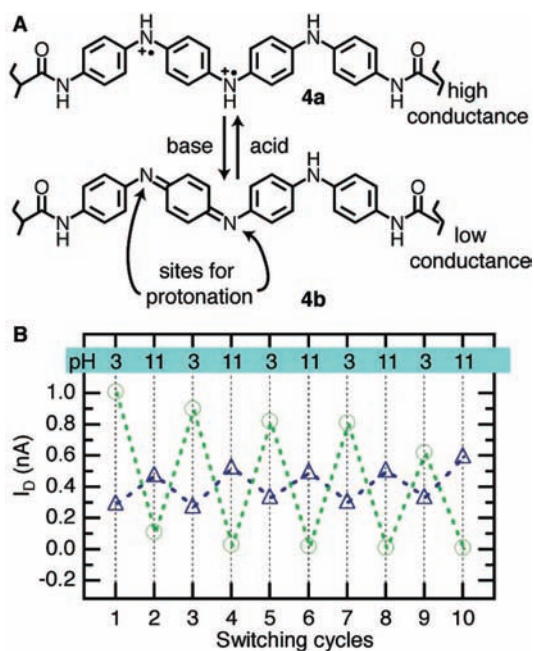 A
H
N
+•
H
N
O
N
H
+•
N
H
4a
N
H
O
high
conductance
base
acid
O
N
H
N
N
H
N
H
N
N
H
O
low
conductance
sites for
protonation
4b
B
pH 3 11 3 11 3 11 3 11 3 11
I_D (nA)
1.0
0.8
0.6
0.4
0.2
0.0
-0.2
1 2 3 4 5 6 7 8 9 10
Switching cycles